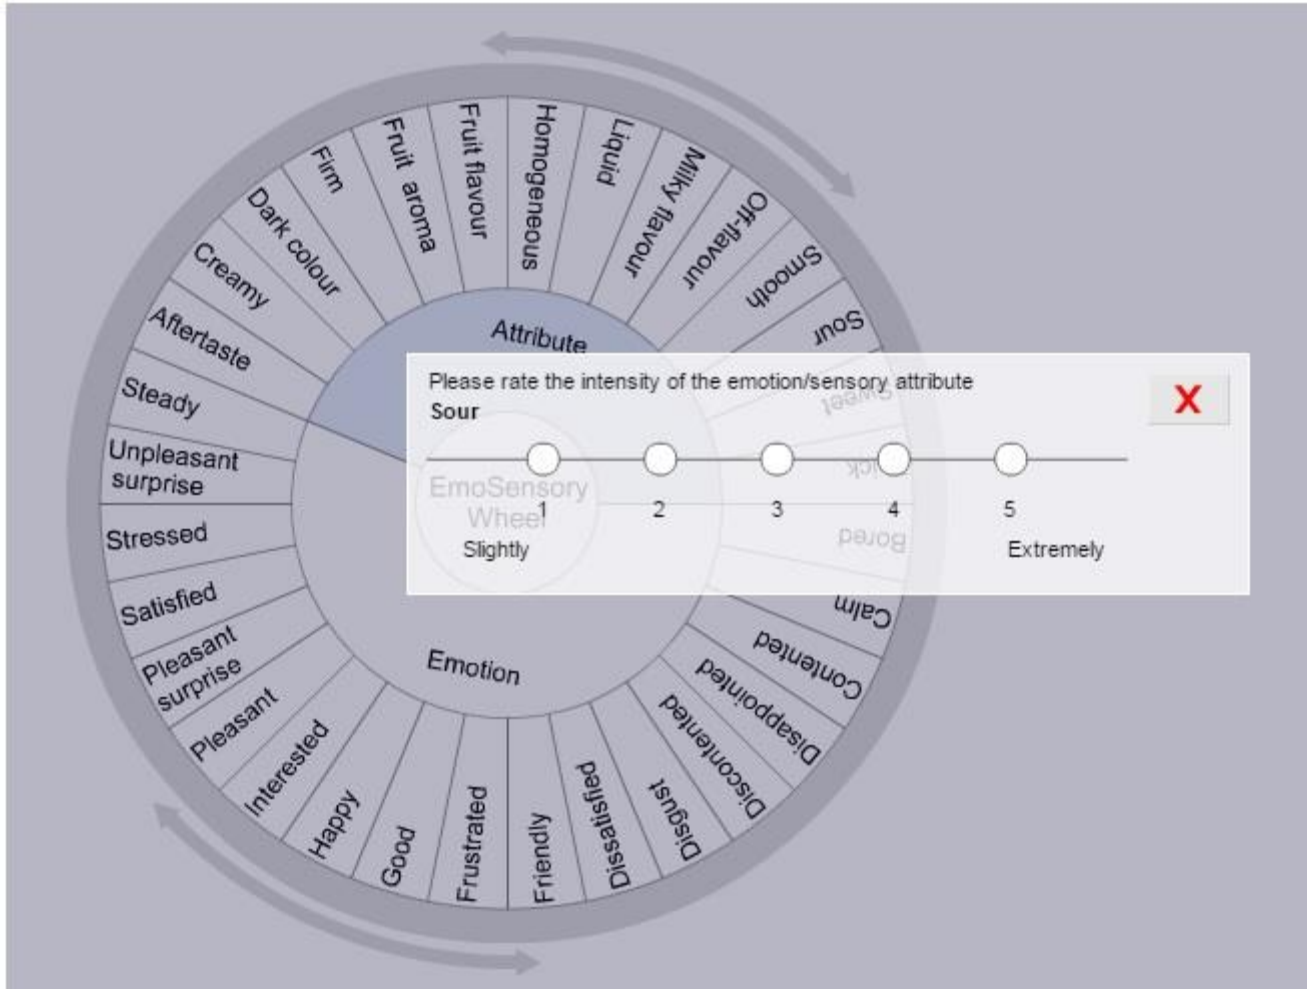 Fruit flavour
Homogeneous
Liquid
Milky flavour
Off-flavour
Smooth
Sour
Sweet
Bored
Calm
Contented
Disappointed
Discontented
Disgust
Dissatisfied
Friendly
Frustrated
Good
Happy
Interested
Pleasant
Pleasant
surprise
Satisfied
Stressed
Unpleasant
surprise
Steady
Aftertaste
Creamy
Dark colour
Firm
Fruit aroma
Attribute
Please rate the intensity of the emotion/sensory attribute
Sour
X
EmoSensory
Wheel
1 2 3 4 5
Slightly Extremely
Emotion